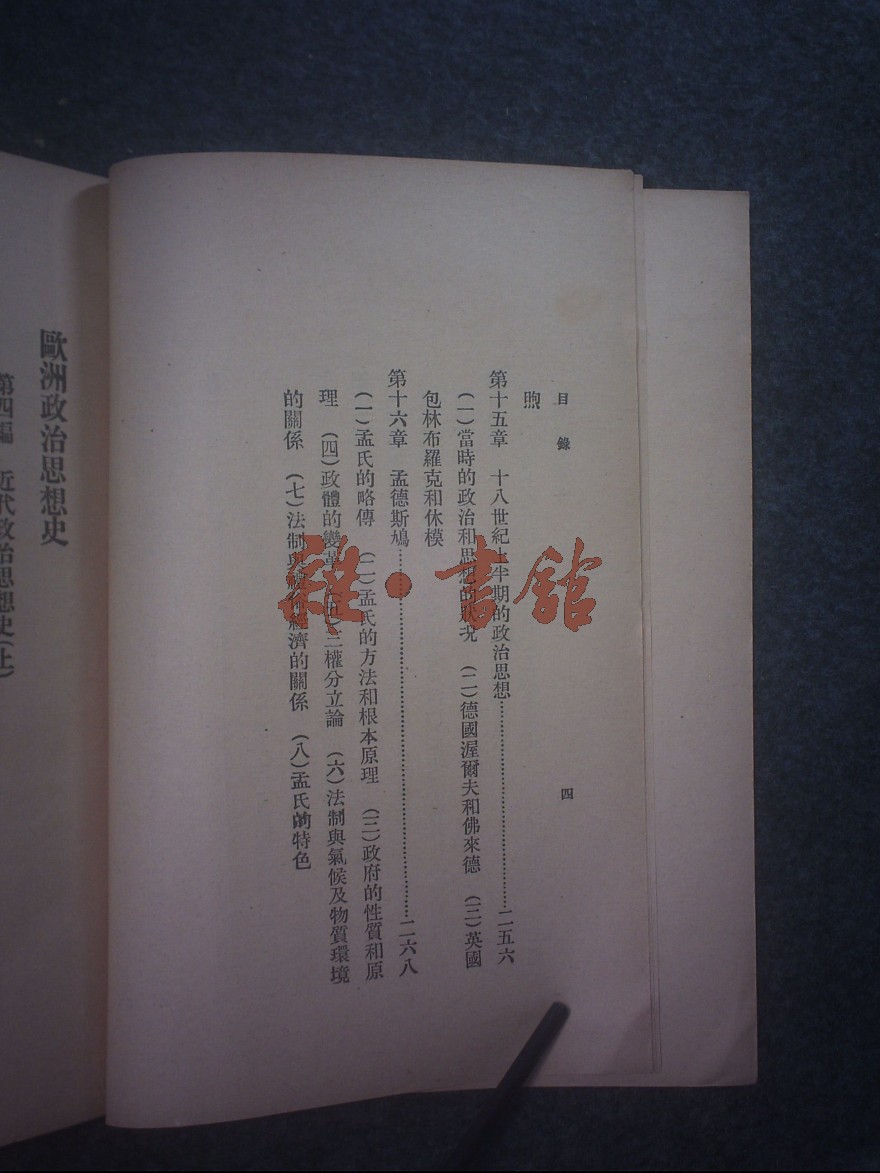 目錄
四
煦
第十五章 十八世紀上半期的政治思想……二五六
(一)當時的政治和思想的狀況 (二)德國渥爾夫和佛來德 (三)英國
包林布羅克和休模
第十六章 孟德斯鳩……二六八
(一)孟氏的略傳 (二)孟氏的方法和根本原理 (三)政府的性質和原
理 (四)政體的變革 (五)三權分立論 (六)法制與氣候及物質環境
的關係 (七)法制與經濟的關係 (八)孟氏的特色
歐洲政治思想史
第四編 近代政治思想史(上)
雜·書館